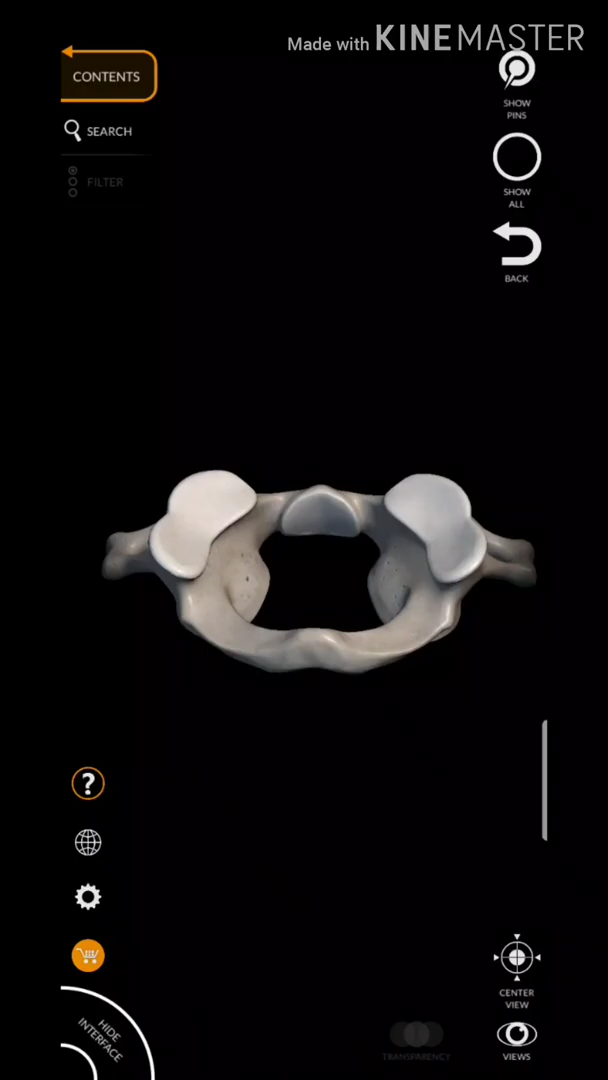 Made with KINEMASTER
CONTENTS
SEARCH
FILTER
SHOW
PINS
SHOW
ALL
BACK
?
HIDE
INTERFACE
CENTER
VIEW
TRANSPARENCY
VIEWS